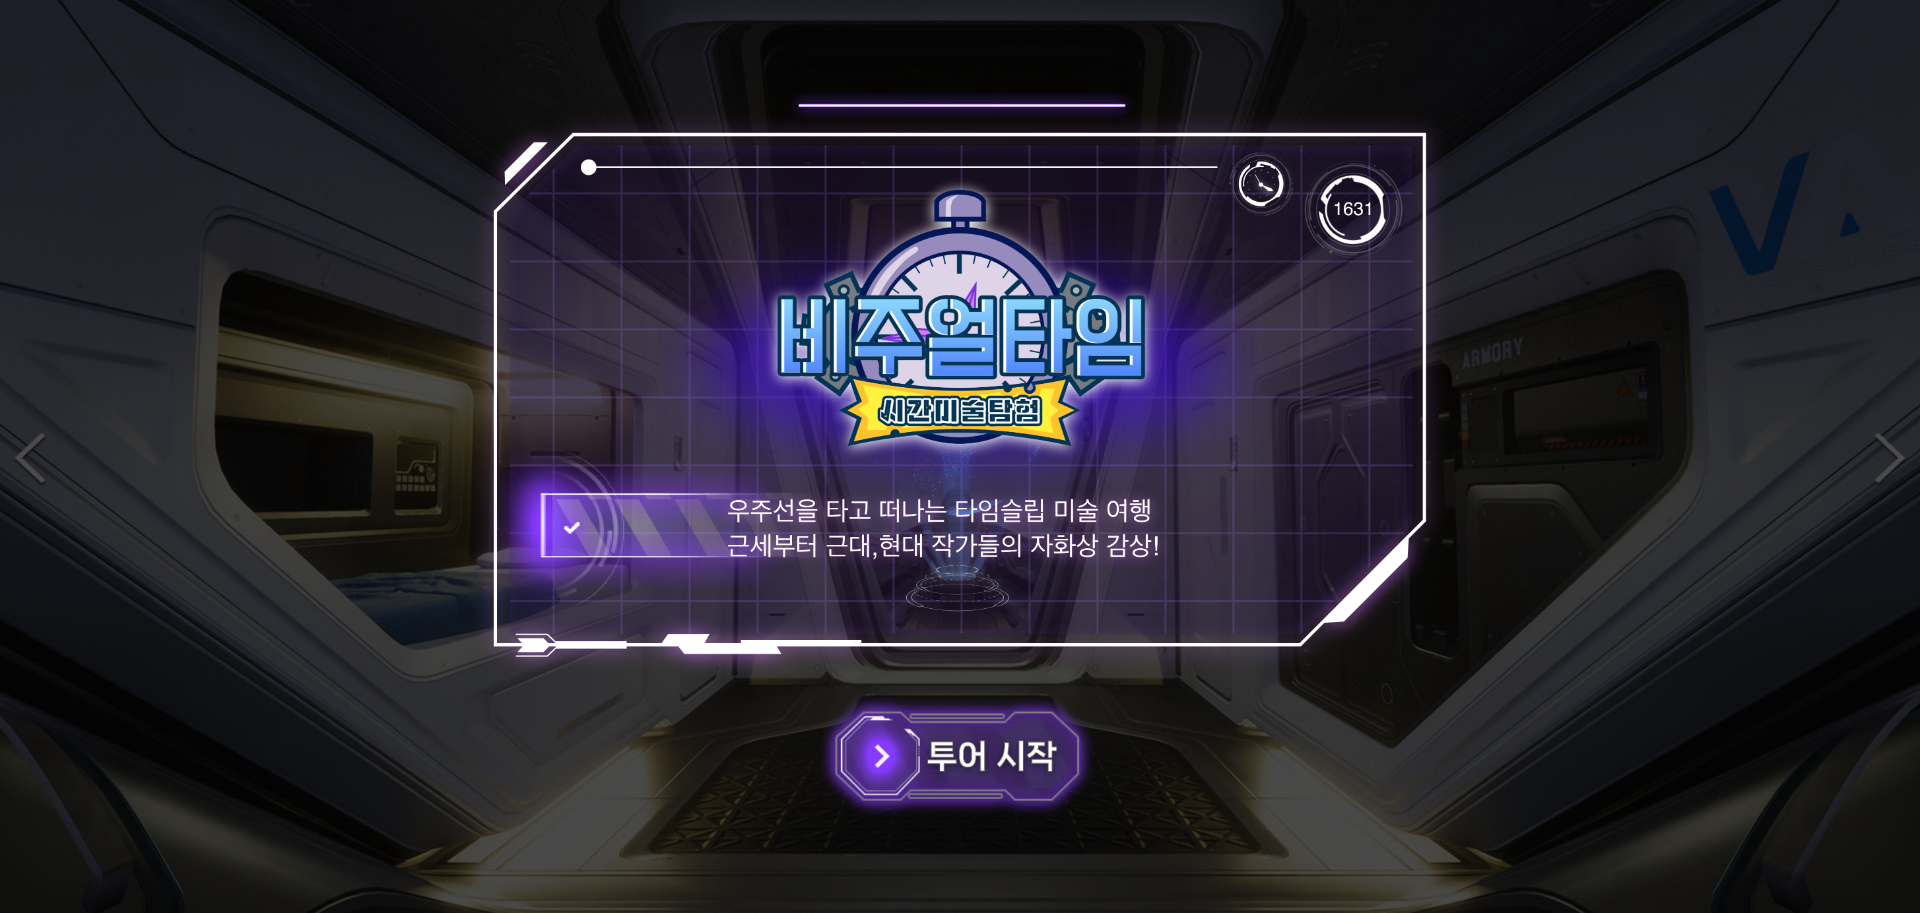 1631
VA
비주얼타임
시간미술탐험
ARMORY
우주선을 타고 떠나는 타임슬립 미술 여행
근세부터 근대,현대 작가들의 자화상 감상!
투어 시작